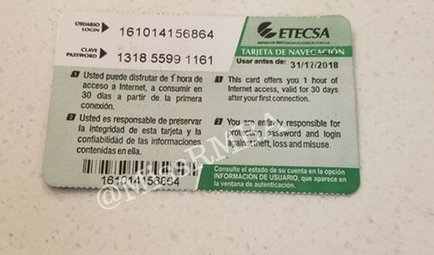 USUARIO
LOGIN
161014156864
CLAVE
PASSWORD
1318 5599 1161
ETECSA
TARJETA DE NAVEGACIÓN
Usar antes de: 31/12/2018
1 Usted puede disfrutar de 1 hora de
acceso a Internet, a consumir en
30 días a partir de la primera
conexión.
2 Usted es responsable de preservar
la integridad de esta tarjeta y la
confiabilidad de las informaciones
contenidas en ella.
1 This card offers you 1 hour of
Internet access, valid for 30 days
after your first connection.
2 You are entirely responsible for
protection password and login
against theft, loss and misuse.
161014156864
Consulte el estado de su cuenta en la opción
INFORMACIÓN DE USUARIO, que aparece en
la ventana de autenticación.